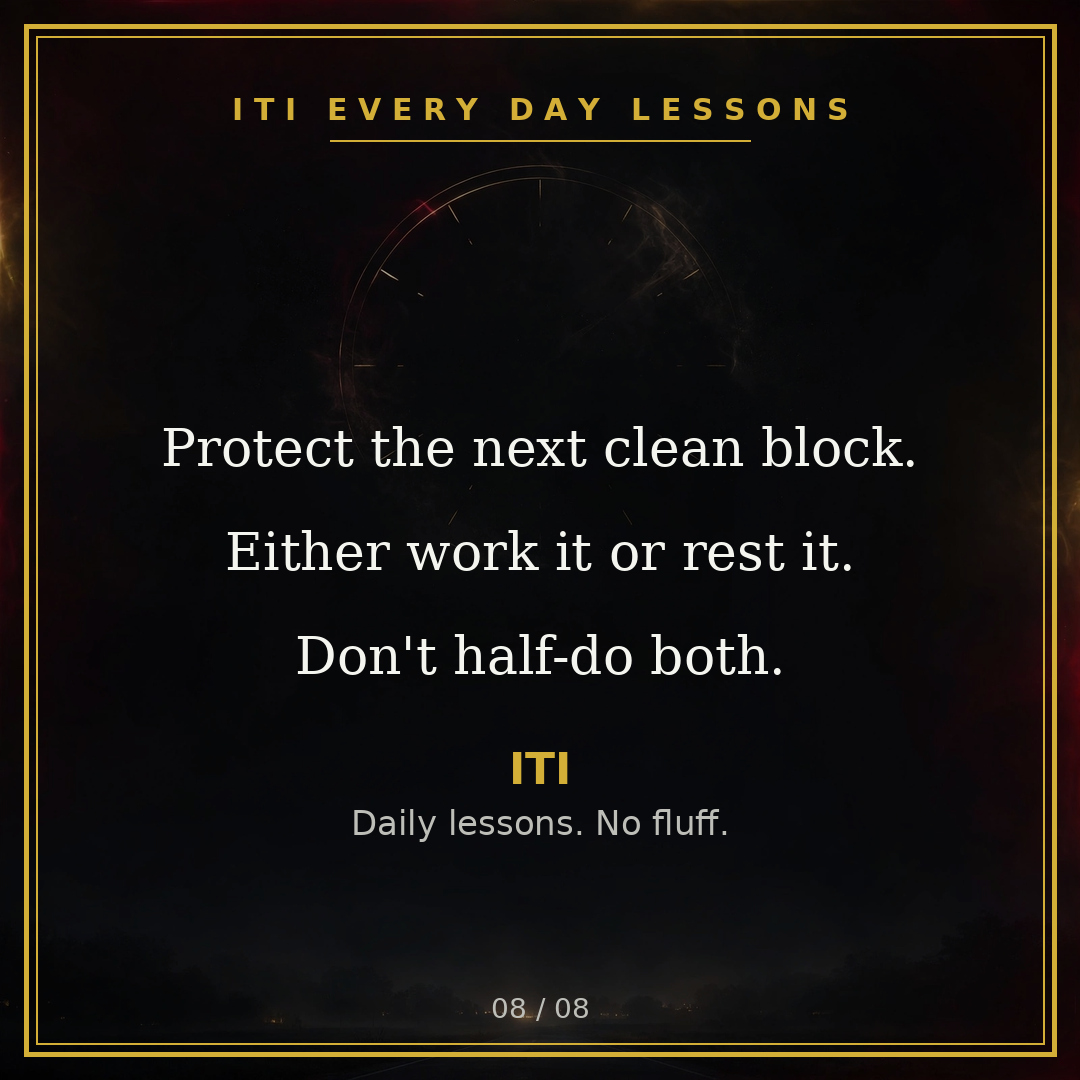 ITI EVERY DAY LESSONS
Protect the next clean block.
Either work it or rest it.
Don't half-do both.
ITI
Daily lessons. No fluff.
08 / 08